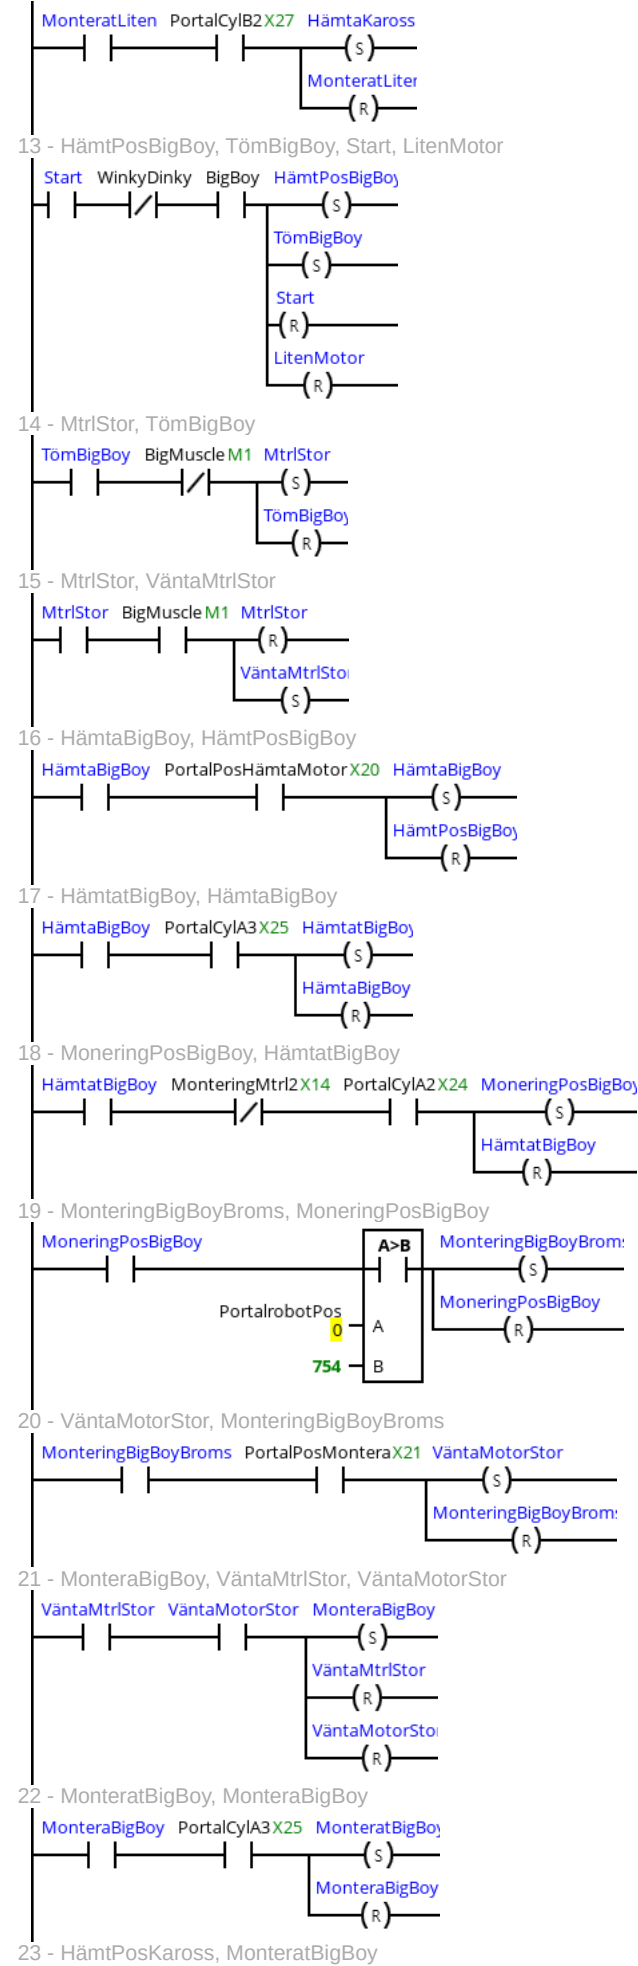 MonteratLiten PortalCylB2 X27 HämtaKaross
S
MonteratLiten
R
13 - HämtPosBigBoy, TömBigBoy, Start, LitenMotor
Start WinkyDinky BigBoy HämtPosBigBoy
S
TömBigBoy
S
Start
R
LitenMotor
R
14 - MtrlStor, TömBigBoy
TömBigBoy BigMuscle M1 MtrlStor
S
TömBigBoy
R
15 - MtrlStor, VäntaMtrlStor
MtrlStor BigMuscle M1 MtrlStor
R
VäntaMtrlStor
S
16 - HämtaBigBoy, HämtPosBigBoy
HämtaBigBoy PortalPosHämtaMotor X20 HämtaBigBoy
S
HämtPosBigBoy
R
17 - HämtatBigBoy, HämtaBigBoy
HämtaBigBoy PortalCylA3 X25 HämtatBigBoy
S
HämtaBigBoy
R
18 - MoneringPosBigBoy, HämtatBigBoy
HämtatBigBoy MonteringMtrl2 X14 PortalCylA2 X24 MoneringPosBigBoy
S
HämtatBigBoy
R
19 - MonteringBigBoyBroms, MoneringPosBigBoy
MoneringPosBigBoy A>B MonteringBigBoyBroms
S
MoneringPosBigBoy
R
PortalrobotPos
0 A
754 B
20 - VäntaMotorStor, MonteringBigBoyBroms
MonteringBigBoyBroms PortalPosMontera X21 VäntaMotorStor
S
MonteringBigBoyBroms
R
21 - MonteraBigBoy, VäntaMtrlStor, VäntaMotorStor
VäntaMtrlStor VäntaMotorStor MonteraBigBoy
S
VäntaMtrlStor
R
VäntaMotorStor
R
22 - MonteratBigBoy, MonteraBigBoy
MonteraBigBoy PortalCylA3 X25 MonteratBigBoy
S
MonteraBigBoy
R
23 - HämtPosKaross, MonteratBigBoy